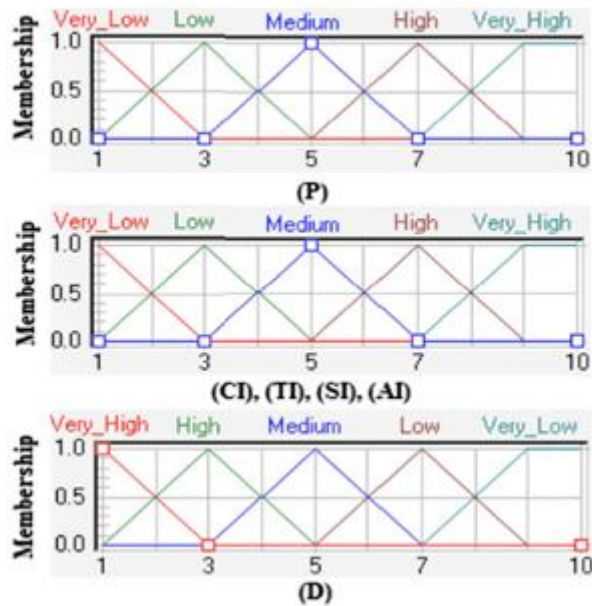 Very_Low Low Medium High Very_High
Membership
1.0
0.5
0.0
1 3 5 7 10
(P)
Very_Low Low Medium High Very_High
Membership
1.0
0.5
0.0
1 3 5 7 10
(CI), (TI), (SI), (AI)
Very_High High Medium Low Very_Low
Membership
1.0
0.5
0.0
1 3 5 7 10
(D)